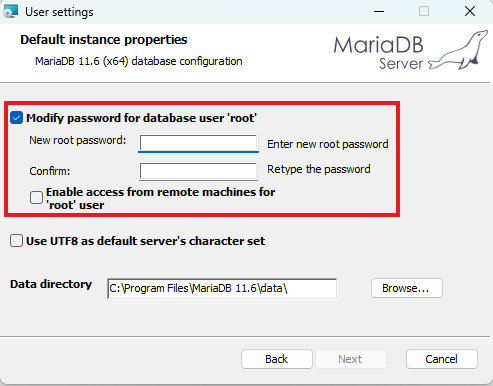 User settings
Default instance properties
MariaDB 11.6 (x64) database configuration
MariaDB
Server
Modify password for database user 'root'
New root password:
Enter new root password
Confirm:
Retype the password
Enable access from remote machines for
'root' user
Use UTF8 as default server's character set
Data directory
C:\Program Files\MariaDB 11.6\data\
Browse...
Back
Next
Cancel